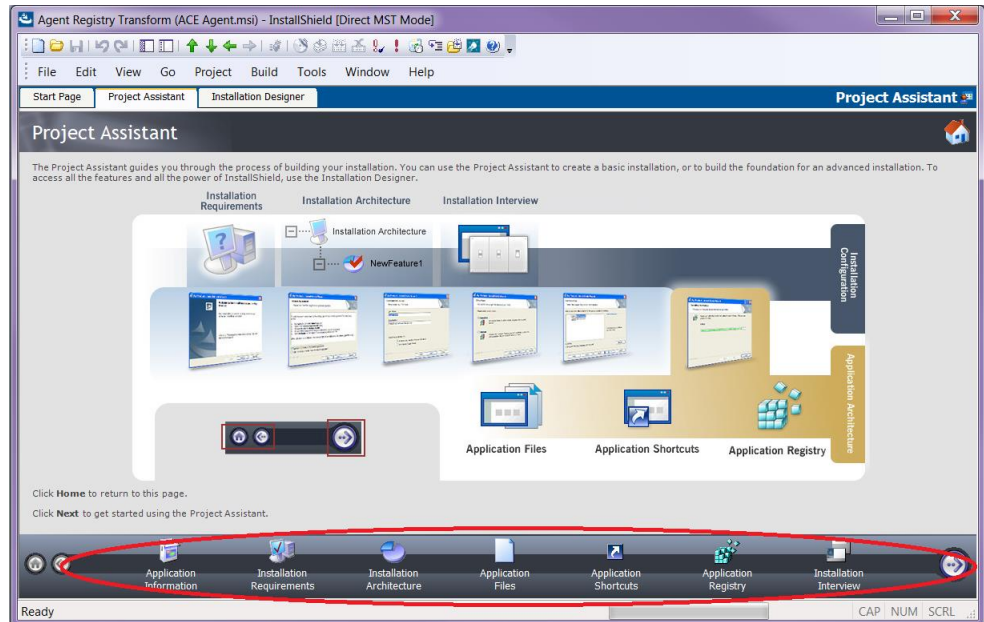 Agent Registry Transform (ACE Agent.msi) - InstallShield [Direct MST Mode]
File Edit View Go Project Build Tools Window Help
Start Page Project Assistant Installation Designer Project Assistant
Project Assistant
The Project Assistant guides you through the process of building your installation. You can use the Project Assistant to create a basic installation, or to build the foundation for an advanced installation. To
access all the features and all the power of InstallShield, use the Installation Designer.
Installation
Requirements
Installation Architecture
Installation Interview
Installation Architecture
NewFeature1
Installation
Configuration
Application Architecture
Application Files
Application Shortcuts
Application Registry
Click Home to return to this page.
Click Next to get started using the Project Assistant.
Application
Information
Installation
Requirements
Installation
Architecture
Application
Files
Application
Shortcuts
Application
Registry
Installation
Interview
Ready
CAP NUM SCRL